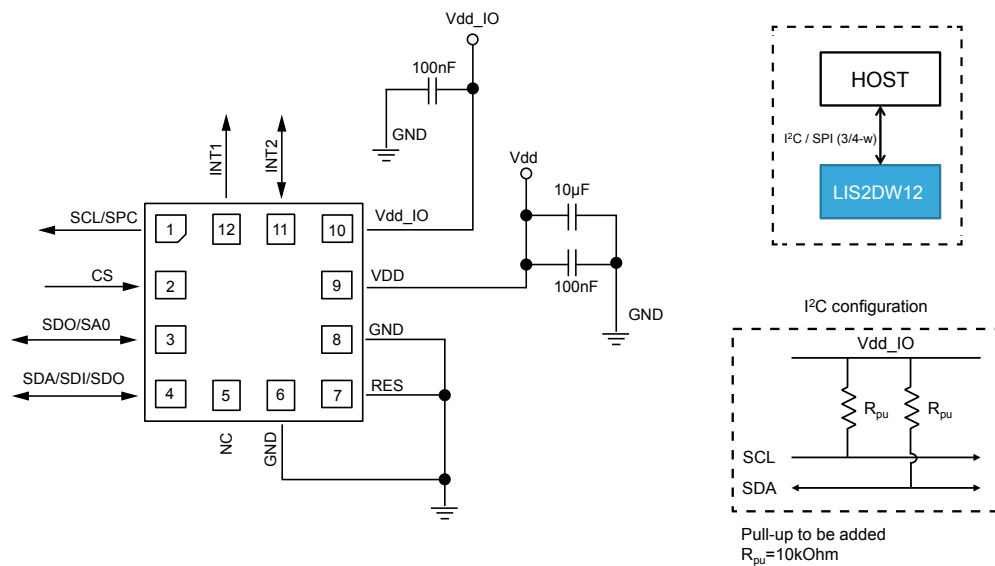 Vdd_IO
100nF
GND
INT1
INT2
Vdd
10µF
100nF
GND
SCL/SPC
CS
SDO/SA0
SDA/SDI/SDO
1
12
11
10
Vdd_IO
2
9
VDD
3
8
GND
4
5
6
7
RES
NC
GND
HOST
I²C / SPI (3/4-w)
LIS2DW12
I²C configuration
Vdd_IO
Rpu
Rpu
SCL
SDA
Pull-up to be added
Rpu=10kOhm